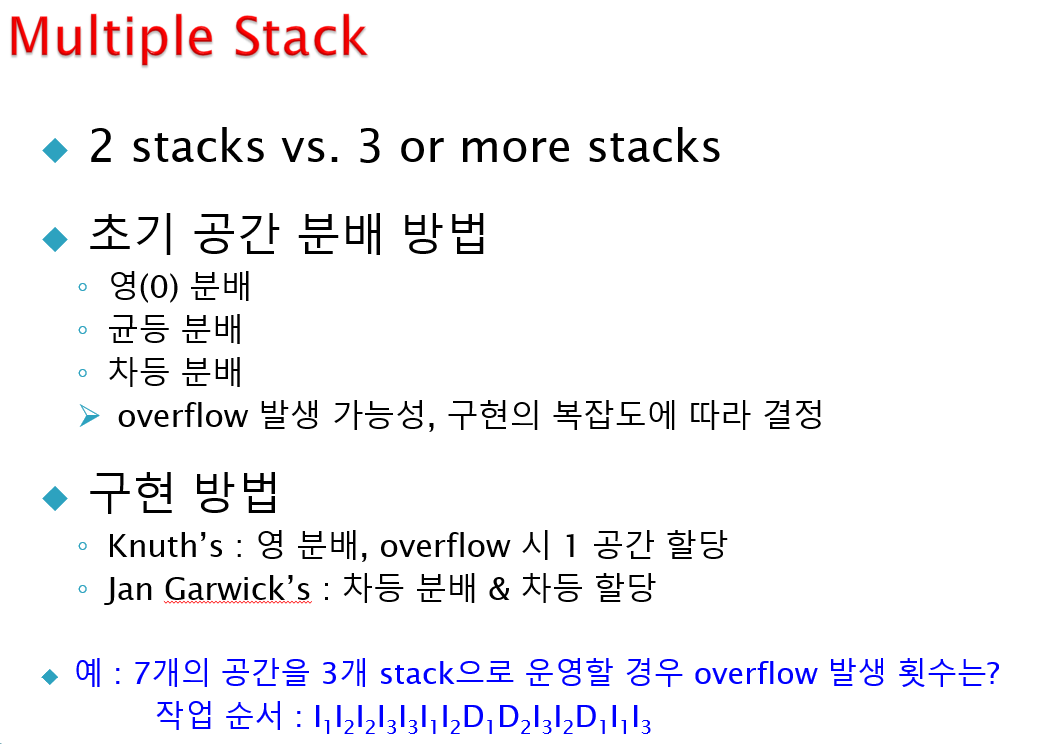 Multiple Stack
◆ 2 stacks vs. 3 or more stacks
◆ 초기 공간 분배 방법
◦ 영(0) 분배
◦ 균등 분배
◦ 차등 분배
➢ overflow 발생 가능성, 구현의 복잡도에 따라 결정
◆ 구현 방법
◦ Knuth’s : 영 분배, overflow 시 1 공간 할당
◦ Jan Garwick’s : 차등 분배 & 차등 할당
◆ 예 : 7개의 공간을 3개 stack으로 운영할 경우 overflow 발생 횟수는?
작업 순서 : I₁I₂I₂I₃I₃I₁I₂D₁D₂I₃I₂D₁I₁I₃